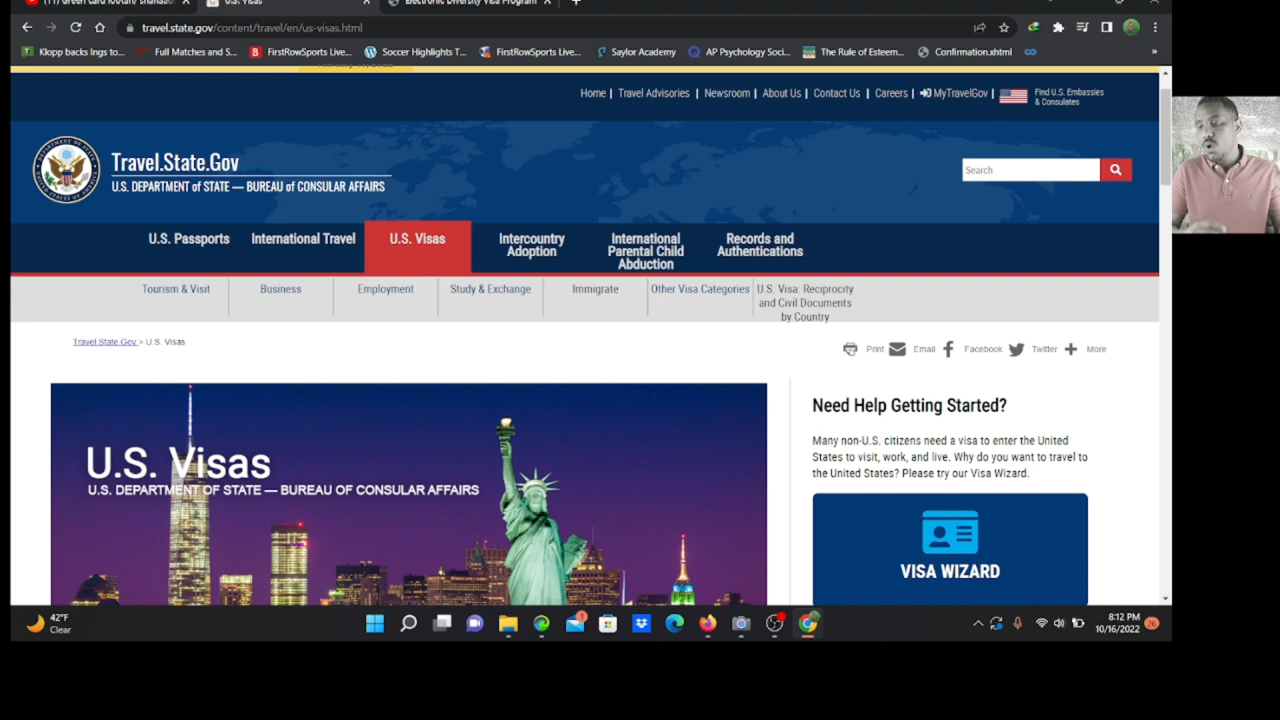 U.S. Visas
Electronic Diversity Visa Program
travel.state.gov/content/travel/en/us-visas.html
Klopp backs Ings to...
Full Matches and S...
FirstRowSports Live...
Soccer Highlights T...
FirstRowSports Live...
Saylor Academy
AP Psychology Soci...
The Rule of Esteem...
Confirmation.xhtml
»
Home |
Travel Advisories |
Newsroom |
About Us |
Contact Us |
Careers |
MyTravelGov |
Find U.S. Embassies
& Consulates
Travel.State.Gov
U.S. DEPARTMENT of STATE — BUREAU of CONSULAR AFFAIRS
Search
U.S. Passports
International Travel
U.S. Visas
Intercountry
Adoption
International
Parental Child
Abduction
Records and
Authentications
Tourism & Visit
Business
Employment
Study & Exchange
Immigrate
Other Visa Categories
U.S. Visa: Reciprocity
and Civil Documents
by Country
Travel.State.Gov > U.S. Visas
Print
Email
Facebook
Twitter
More
U.S. Visas
U.S. DEPARTMENT OF STATE — BUREAU OF CONSULAR AFFAIRS
Need Help Getting Started?
Many non-U.S. citizens need a visa to enter the United
States to visit, work, and live. Why do you want to travel to
the United States? Please try our Visa Wizard.
VISA WIZARD
42°F
Clear
8:12 PM
10/16/2022
26